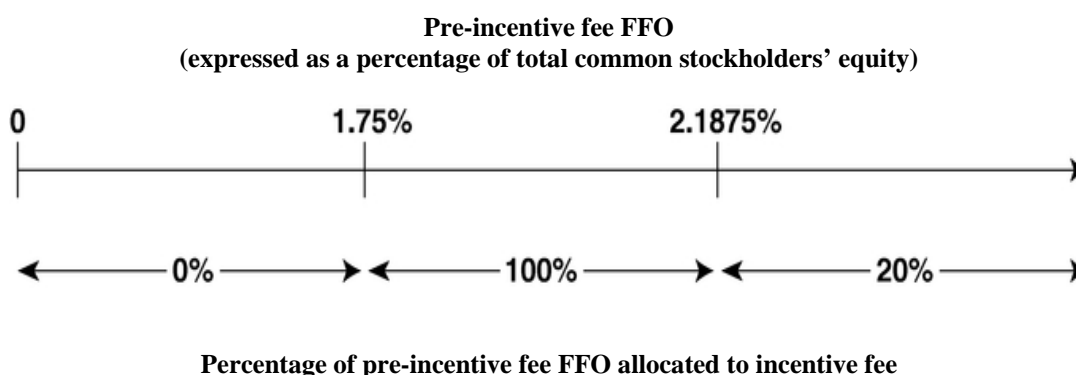 Pre-incentive fee FFO
(expressed as a percentage of total common stockholders’ equity)
0 1.75% 2.1875%
0% 100% 20%
Percentage of pre-incentive fee FFO allocated to incentive fee